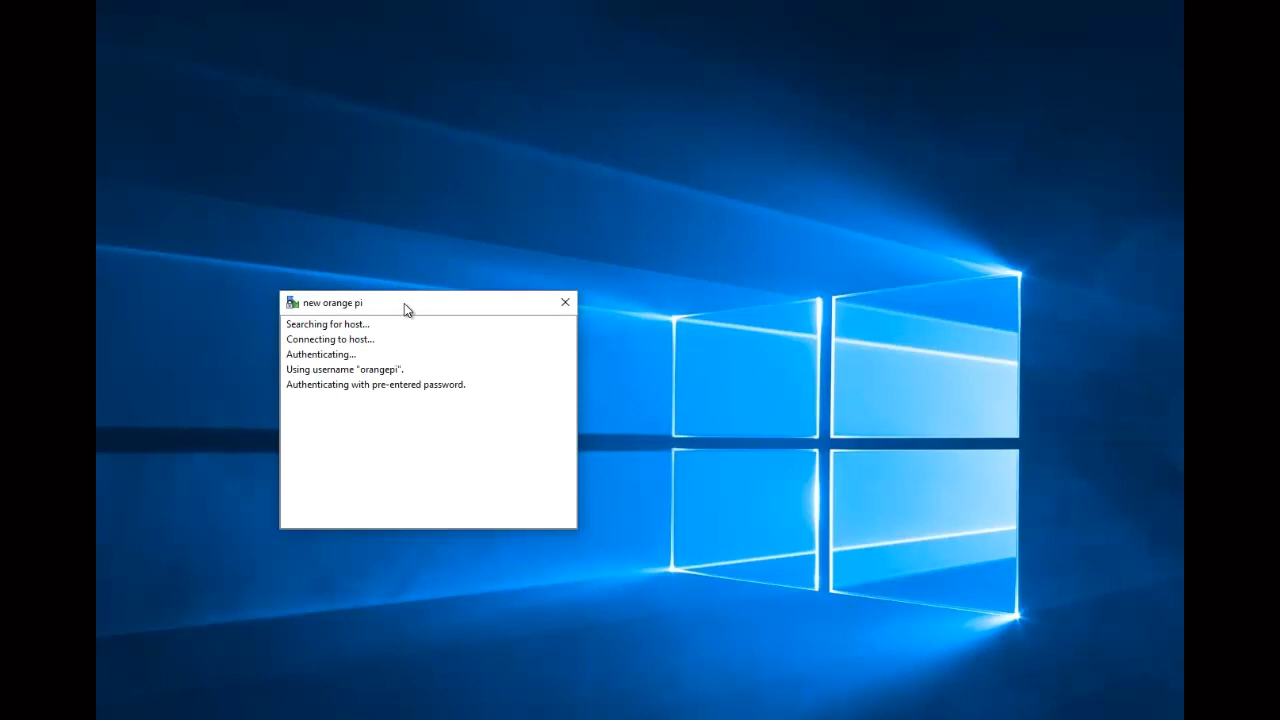 new orange pi
Searching for host...
Connecting to host...
Authenticating...
Using username "orangepi".
Authenticating with pre-entered password.